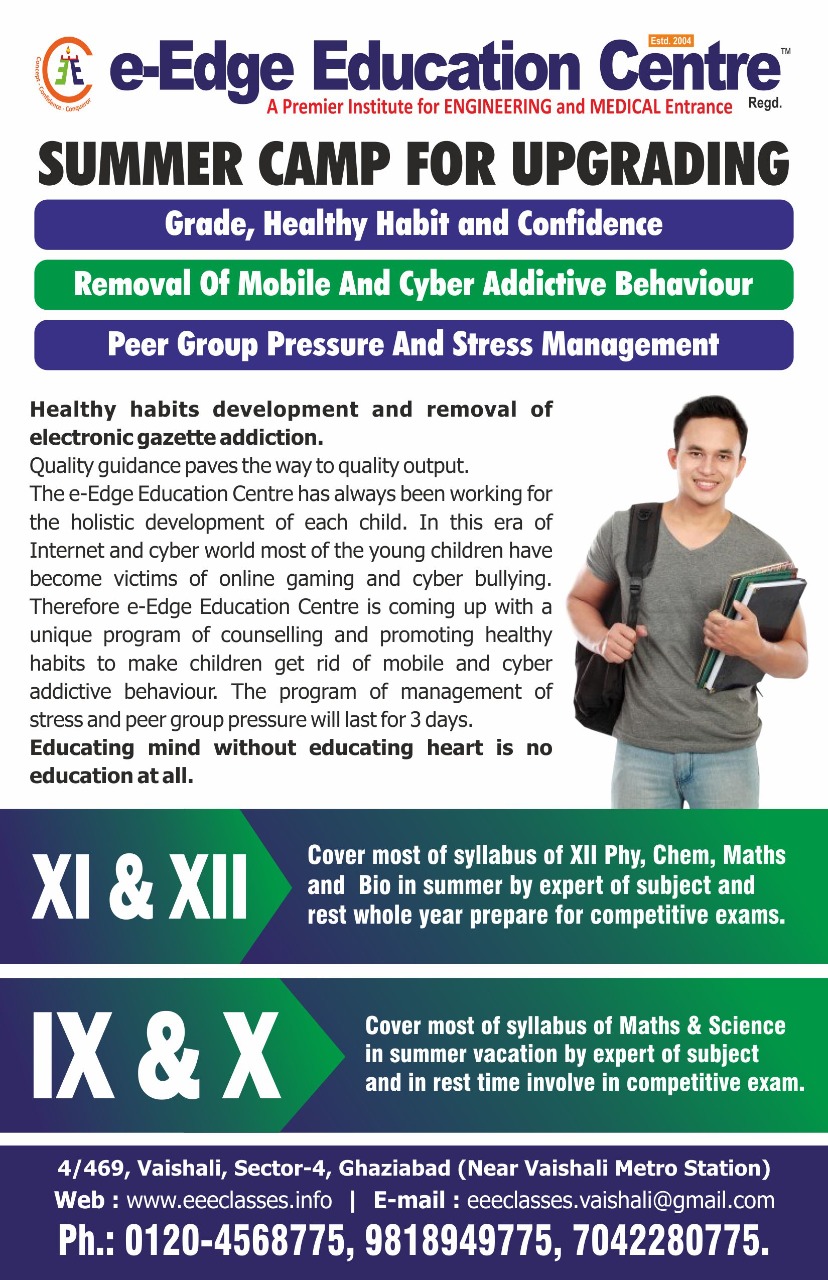 Estd. 2004
e-Edge Education Centre™
Concept - Confidence - Conqueror
A Premier Institute for ENGINEERING and MEDICAL Entrance Regd.
SUMMER CAMP FOR UPGRADING
Grade, Healthy Habit and Confidence
Removal Of Mobile And Cyber Addictive Behaviour
Peer Group Pressure And Stress Management
Healthy habits development and removal of
electronic gazette addiction.
Quality guidance paves the way to quality output.
The e-Edge Education Centre has always been working for
the holistic development of each child. In this era of
Internet and cyber world most of the young children have
become victims of online gaming and cyber bullying.
Therefore e-Edge Education Centre is coming up with a
unique program of counselling and promoting healthy
habits to make children get rid of mobile and cyber
addictive behaviour. The program of management of
stress and peer group pressure will last for 3 days.
Educating mind without educating heart is no
education at all.
XI & XII
Cover most of syllabus of XII Phy, Chem, Maths
and Bio in summer by expert of subject and
rest whole year prepare for competitive exams.
IX & X
Cover most of syllabus of Maths & Science
in summer vacation by expert of subject
and in rest time involve in competitive exam.
4/469, Vaishali, Sector-4, Ghaziabad (Near Vaishali Metro Station)
Web : www.eeeclasses.info | E-mail : eeeclasses.vaishali@gmail.com
Ph.: 0120-4568775, 9818949775, 7042280775.